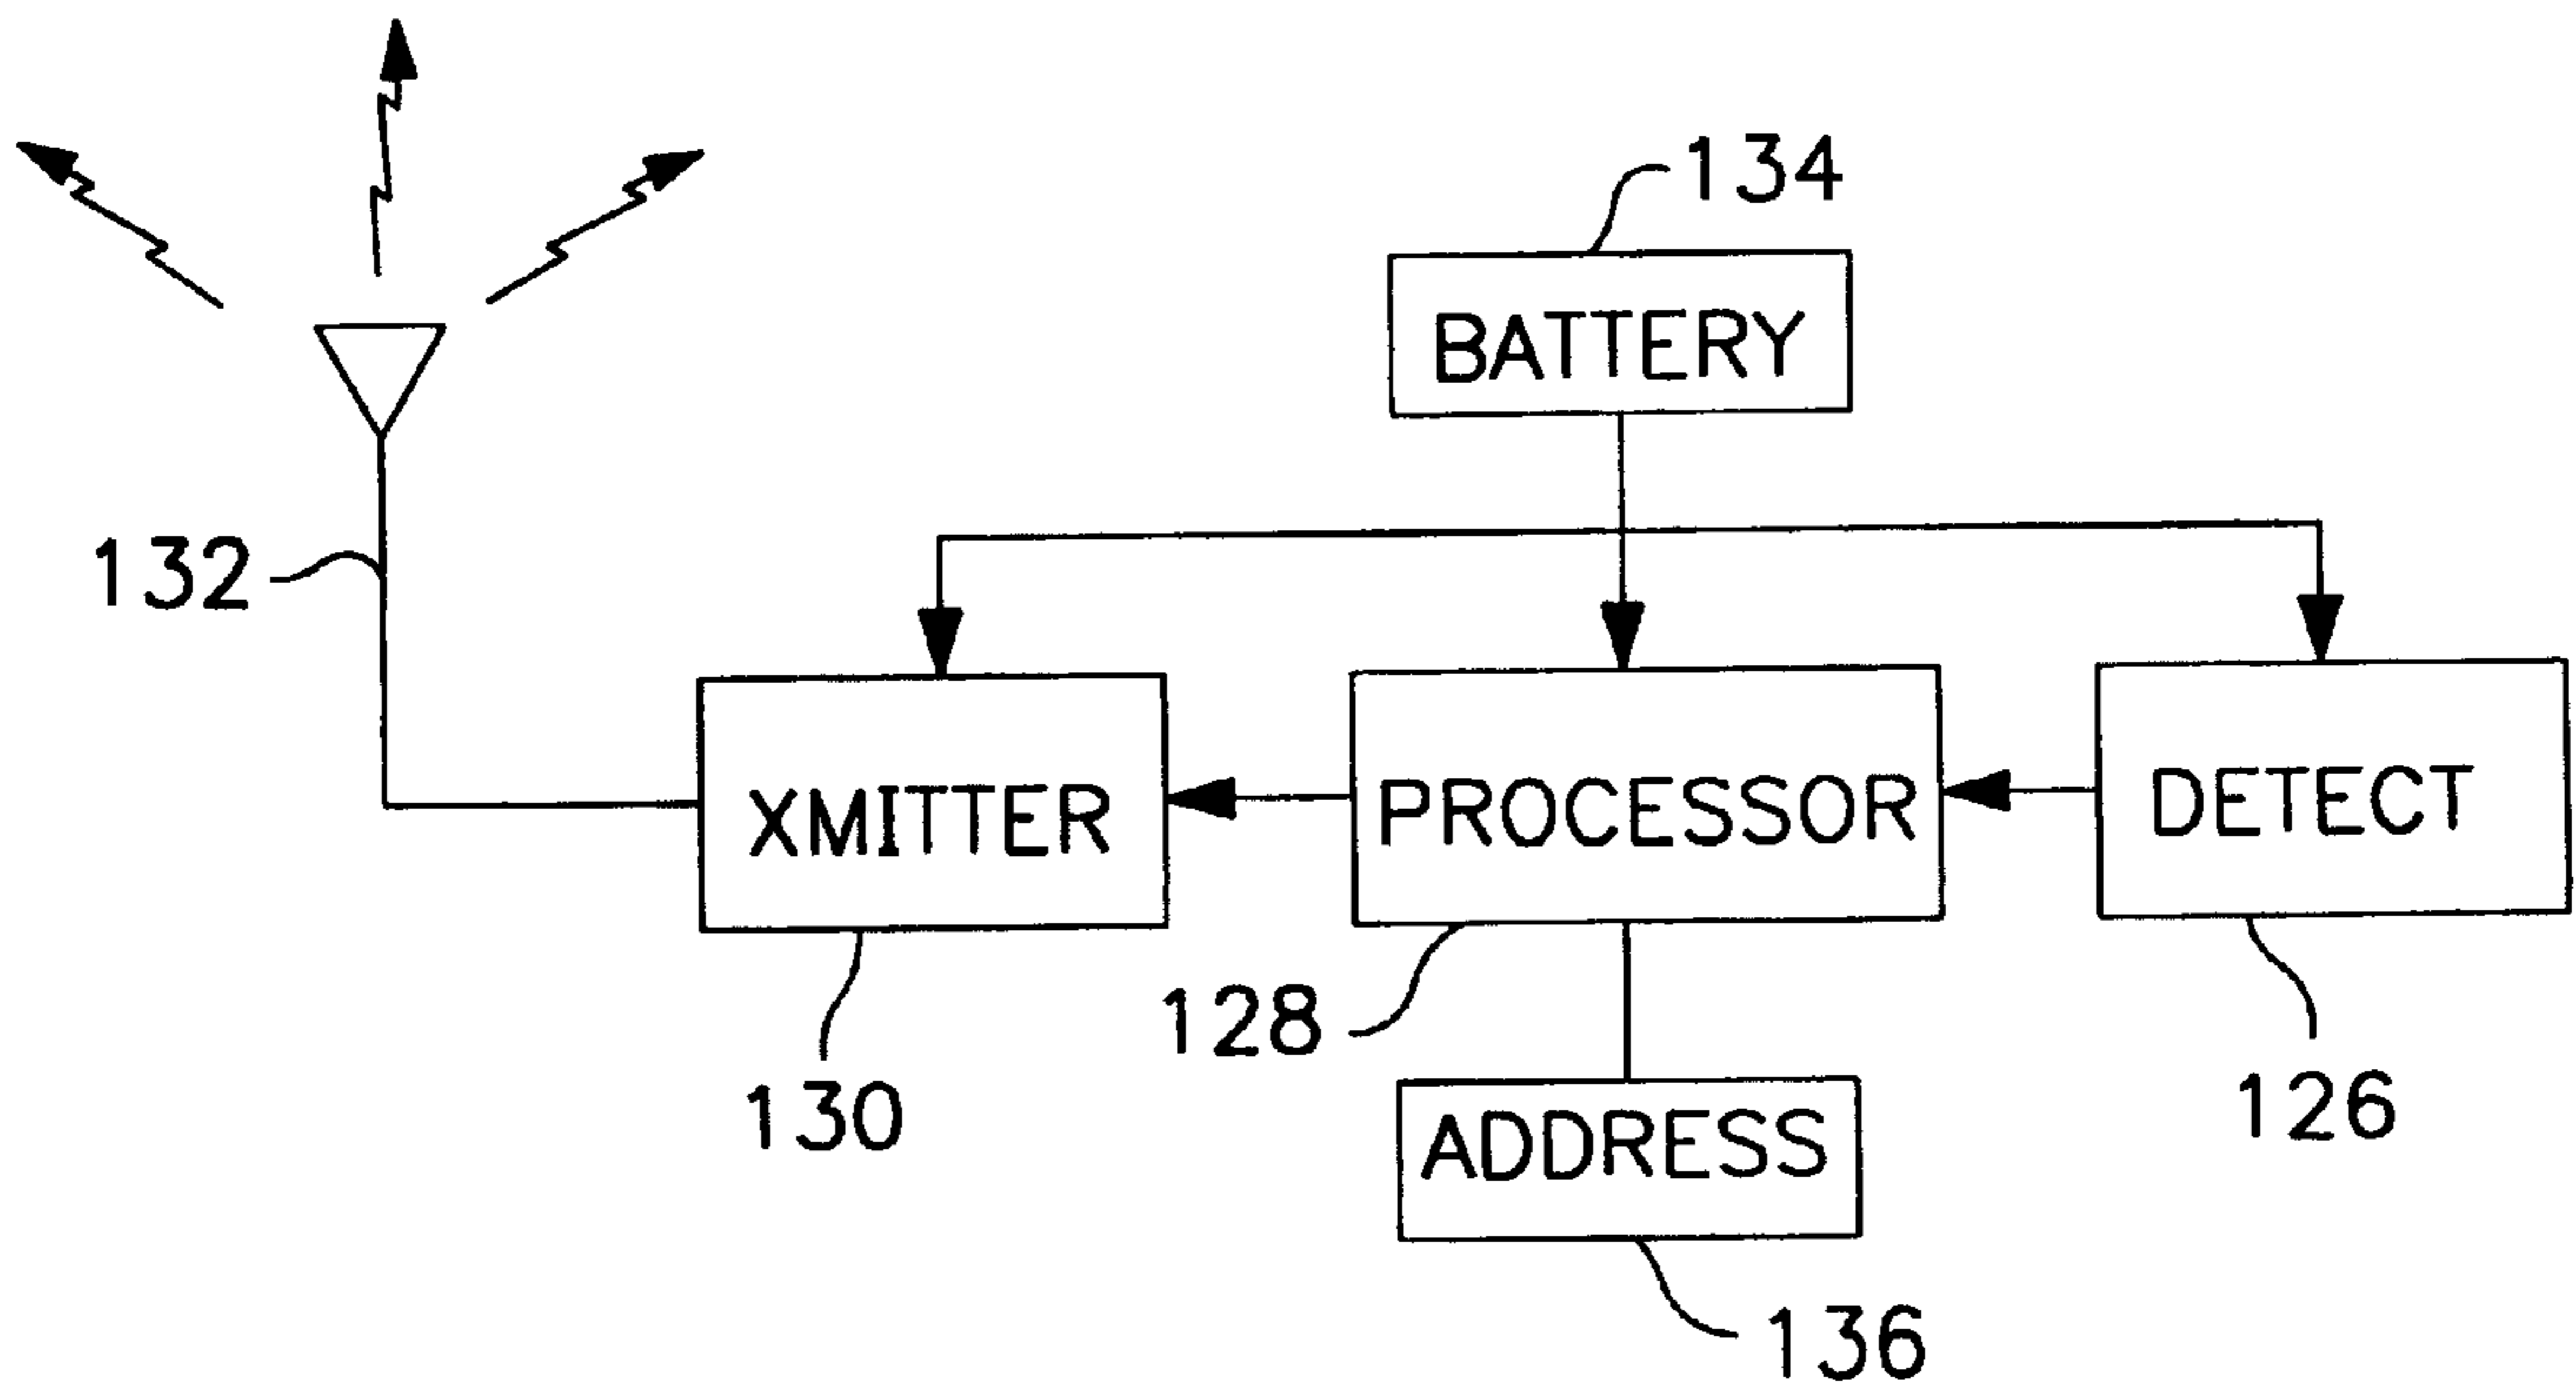 134
BATTERY
132
XMITTER
PROCESSOR
DETECT
128
130
126
ADDRESS
136